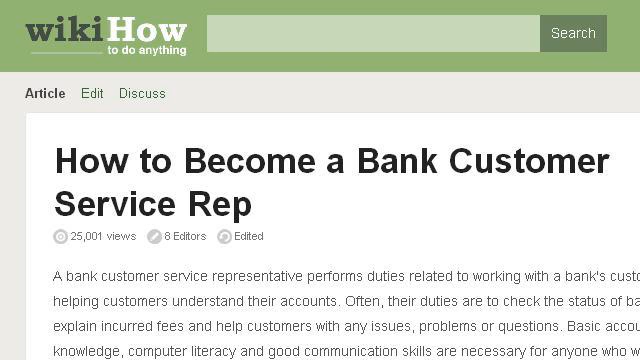 wikiHow
to do anything
Search
Article Edit Discuss
How to Become a Bank Customer
Service Rep
25,001 views 8 Editors Edited
A bank customer service representative performs duties related to working with a bank's custo
helping customers understand their accounts. Often, their duties are to check the status of ba
explain incurred fees and help customers with any issues, problems or questions. Basic accou
knowledge, computer literacy and good communication skills are necessary for anyone who w